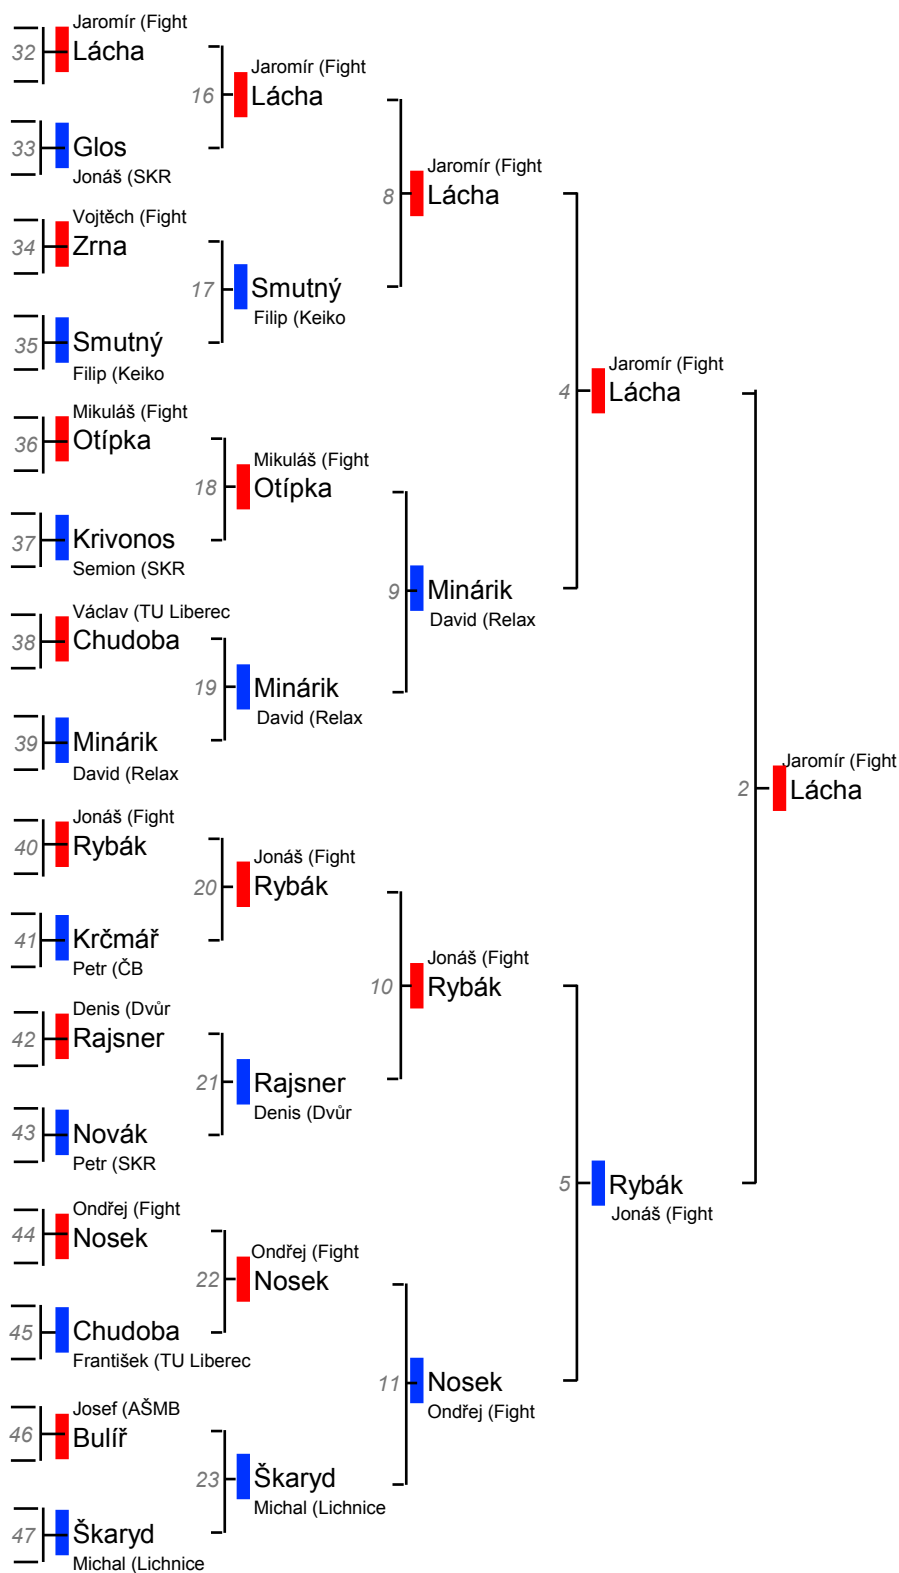 Jaromír (Fight
32
Lácha
Jaromír (Fight
16
Lácha
33
Glos
Jonáš (SKR
Jaromír (Fight
8
Lácha
Vojtěch (Fight
34
Zrna
17
Smutný
Filip (Keiko
35
Smutný
Filip (Keiko
Jaromír (Fight
4
Lácha
Mikuláš (Fight
36
Otípka
Mikuláš (Fight
18
Otípka
37
Krivonos
Semion (SKR
9
Minárik
David (Relax
Václav (TU Liberec
38
Chudoba
19
Minárik
David (Relax
39
Minárik
David (Relax
Jaromír (Fight
2
Lácha
Jonáš (Fight
40
Rybák
Jonáš (Fight
20
Rybák
41
Krčmář
Petr (ČB
Jonáš (Fight
10
Rybák
Denis (Dvůr
42
Rajsner
21
Rajsner
Denis (Dvůr
43
Novák
Petr (SKR
5
Rybák
Jonáš (Fight
Ondřej (Fight
44
Nosek
Ondřej (Fight
22
Nosek
45
Chudoba
František (TU Liberec
11
Nosek
Ondřej (Fight
Josef (AŠMB
46
Bulíř
23
Škaryd
Michal (Lichnice
47
Škaryd
Michal (Lichnice